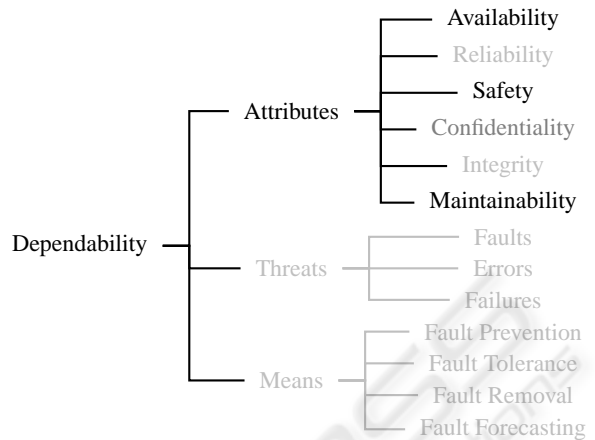 Availability
Reliability
Safety
Attributes
Confidentiality
Integrity
Maintainability
Dependability
Faults
Threats
Errors
Failures
Fault Prevention
Fault Tolerance
Means
Fault Removal
Fault Forecasting